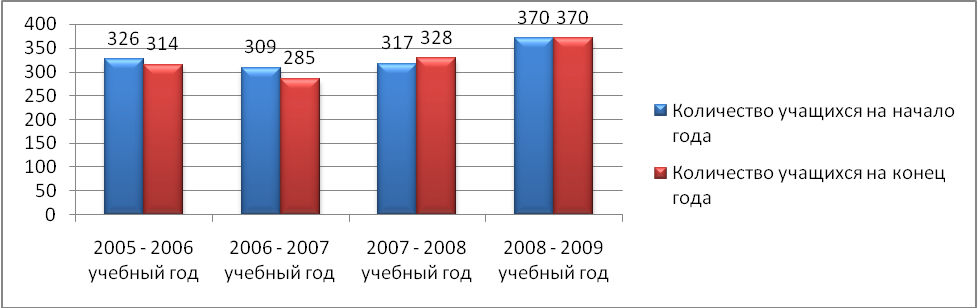 400
350
300
250
200
150
100
50
0
326 314
309 285
317 328
370 370
2005 - 2006
учебный год
2006 - 2007
учебный год
2007 - 2008
учебный год
2008 - 2009
учебный год
Количество учащихся на начало
года
Количество учащихся на конец
года